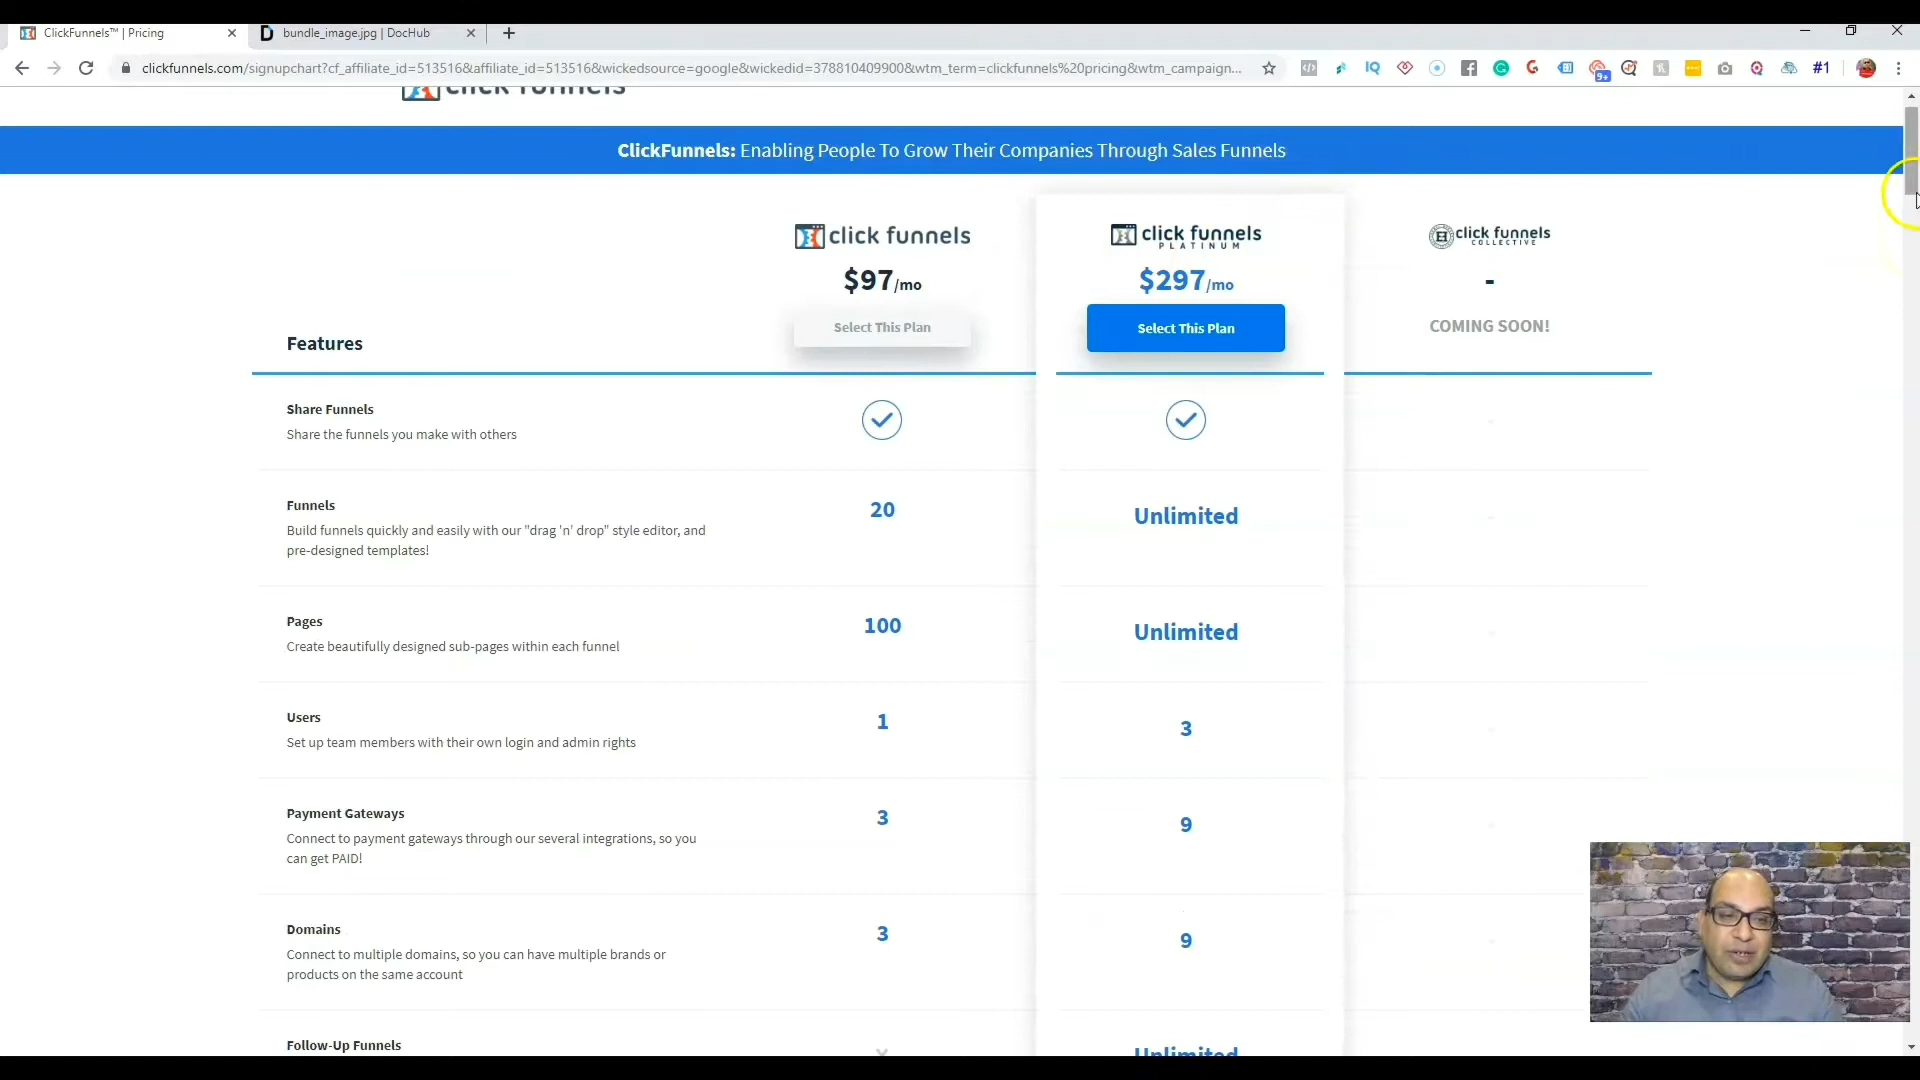 ClickFunnels™ | Pricing
bundle_image.jpg | DocHub
clickfunnels.com/signupchart?cf_affiliate_id=513516&affiliate_id=513516&wickedsource=google&wickedid=378810409900&wtm_term=clickfunnels%20pricing&wtm_campaign...
IQ
9+
#1
click funnels
ClickFunnels: Enabling People To Grow Their Companies Through Sales Funnels
click funnels
click funnels
PLATINUM
click funnels
COLLECTIVE
$97/mo
$297/mo
-
Select This Plan
Select This Plan
COMING SOON!
Features
Share Funnels
Share the funnels you make with others
Funnels
Build funnels quickly and easily with our "drag 'n' drop" style editor, and
pre-designed templates!
20
Unlimited
Pages
Create beautifully designed sub-pages within each funnel
100
Unlimited
Users
Set up team members with their own login and admin rights
1
3
Payment Gateways
Connect to payment gateways through our several integrations, so you
can get PAID!
3
9
Domains
Connect to multiple domains, so you can have multiple brands or
products on the same account
3
9
Follow-Up Funnels
Unlimited